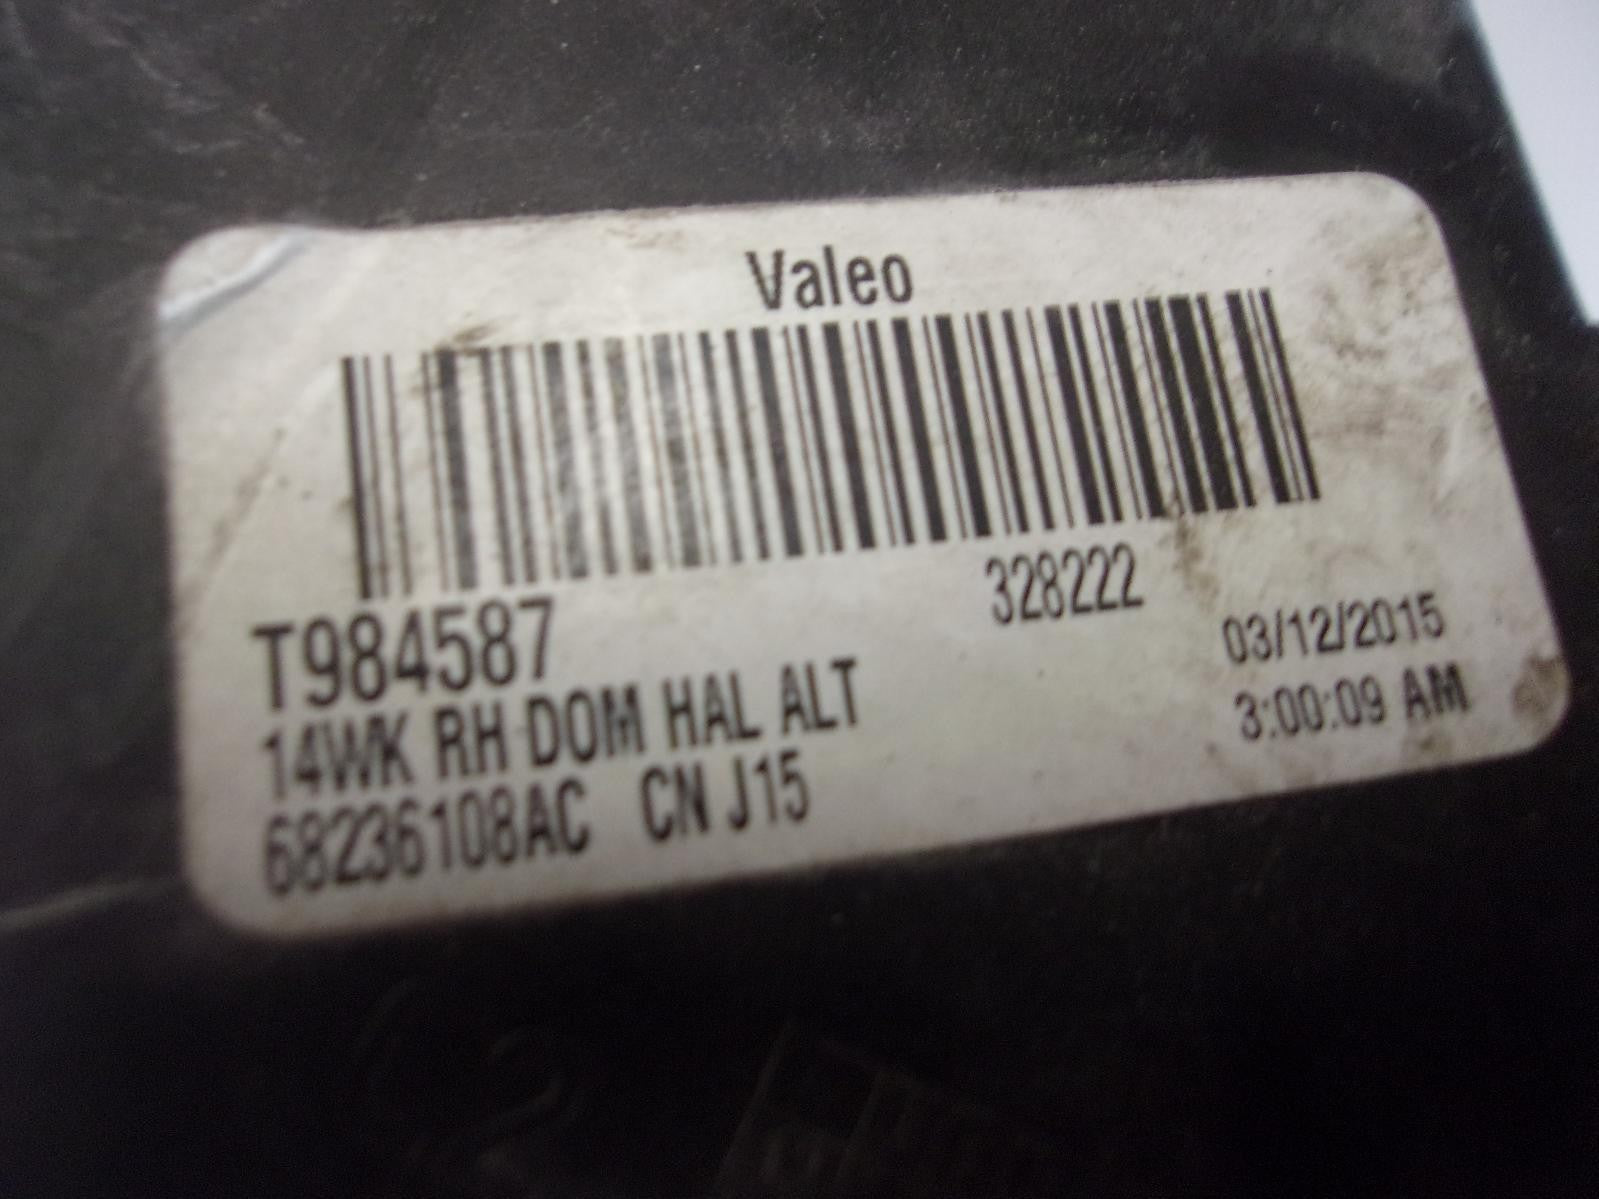 Valeo
T984587 328222
14WK RH DOM HAL ALT 03/12/2015
68236108AC CN J15 3:00:09 AM